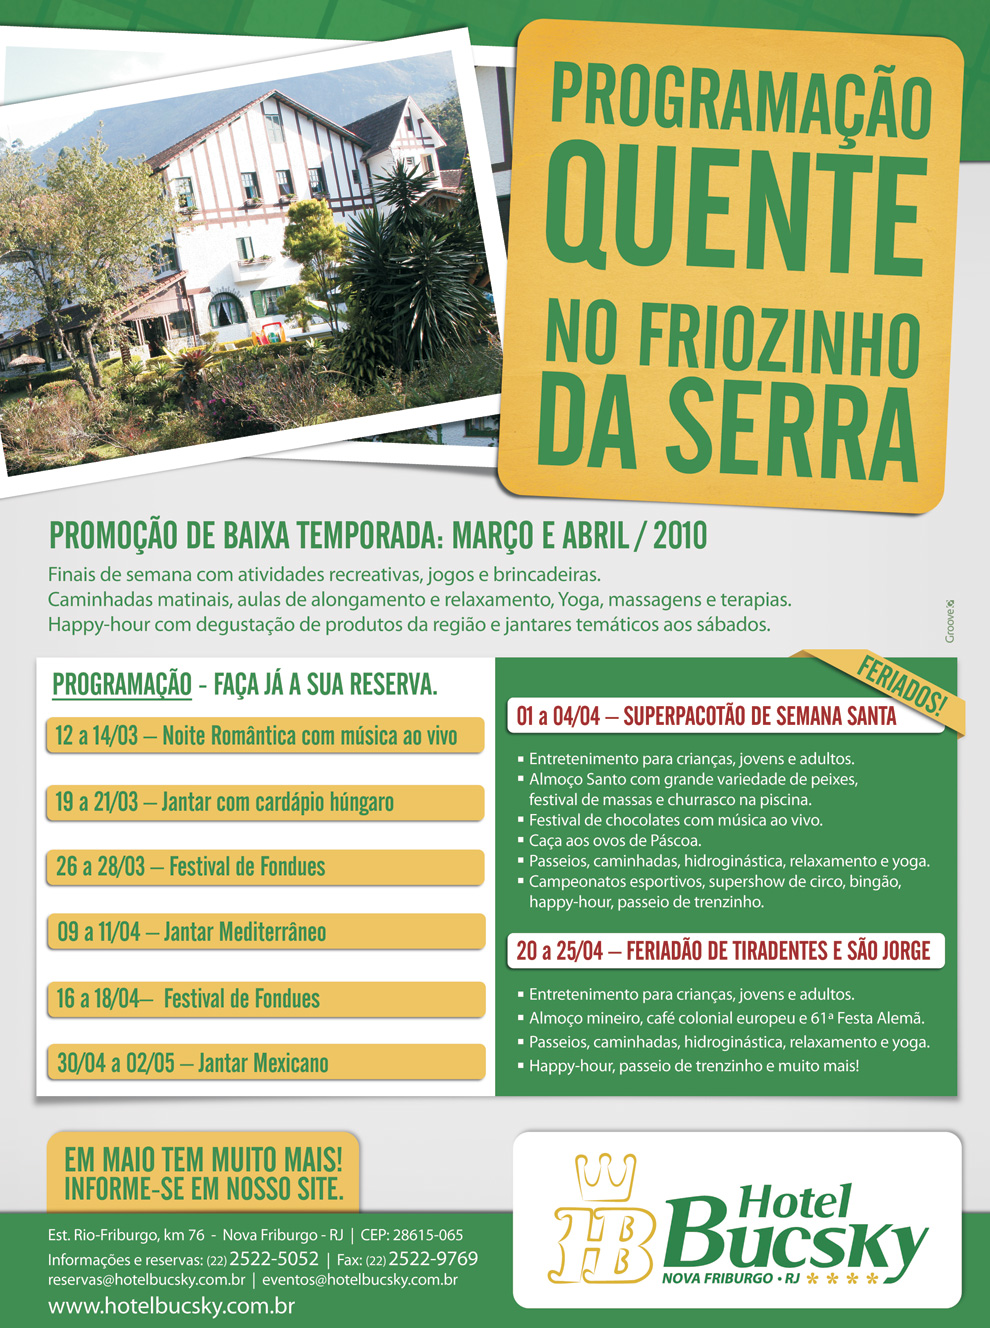 PROGRAMAÇÃO
QUENTE
NO FRIOZINHO
DA SERRA
PROMOÇÃO DE BAIXA TEMPORADA: MARÇO E ABRIL / 2010
Finais de semana com atividades recreativas, jogos e brincadeiras.
Caminhadas matinais, aulas de alongamento e relaxamento, Yoga, massagens e terapias.
Happy-hour com degustação de produtos da região e jantares temáticos aos sábados.
Groove
PROGRAMAÇÃO - FAÇA JÁ A SUA RESERVA.
12 a 14/03 – Noite Romântica com música ao vivo
19 a 21/03 – Jantar com cardápio húngaro
26 a 28/03 – Festival de Fondues
09 a 11/04 – Jantar Mediterrâneo
16 a 18/04– Festival de Fondues
30/04 a 02/05 – Jantar Mexicano
FERIADOS!
01 a 04/04 – SUPERPACOTÃO DE SEMANA SANTA
▪ Entretenimento para crianças, jovens e adultos.
▪ Almoço Santo com grande variedade de peixes,
festival de massas e churrasco na piscina.
▪ Festival de chocolates com música ao vivo.
▪ Caça aos ovos de Páscoa.
▪ Passeios, caminhadas, hidroginástica, relaxamento e yoga.
▪ Campeonatos esportivos, supershow de circo, bingão,
happy-hour, passeio de trenzinho.
20 a 25/04 – FERIADÃO DE TIRADENTES E SÃO JORGE
▪ Entretenimento para crianças, jovens e adultos.
▪ Almoço mineiro, café colonial europeu e 61ª Festa Alemã.
▪ Passeios, caminhadas, hidroginástica, relaxamento e yoga.
▪ Happy-hour, passeio de trenzinho e muito mais!
EM MAIO TEM MUITO MAIS!
INFORME-SE EM NOSSO SITE.
Est. Rio-Friburgo, km 76 - Nova Friburgo - RJ | CEP: 28615-065
Informações e reservas: (22) 2522-5052 | Fax: (22) 2522-9769
reservas@hotelbucsky.com.br | eventos@hotelbucsky.com.br
www.hotelbucsky.com.br
HB
Hotel
Bucsky
NOVA FRIBURGO • RJ ****